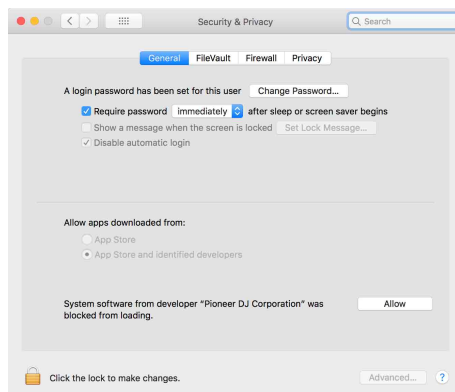 Security & Privacy
Search
General FileVault Firewall Privacy
A login password has been set for this user Change Password...
Require password immediately after sleep or screen saver begins
Show a message when the screen is locked Set Lock Message...
Disable automatic login
Allow apps downloaded from:
App Store
App Store and identified developers
System software from developer "Pioneer DJ Corporation" was Allow
blocked from loading.
Click the lock to make changes. Advanced... ?